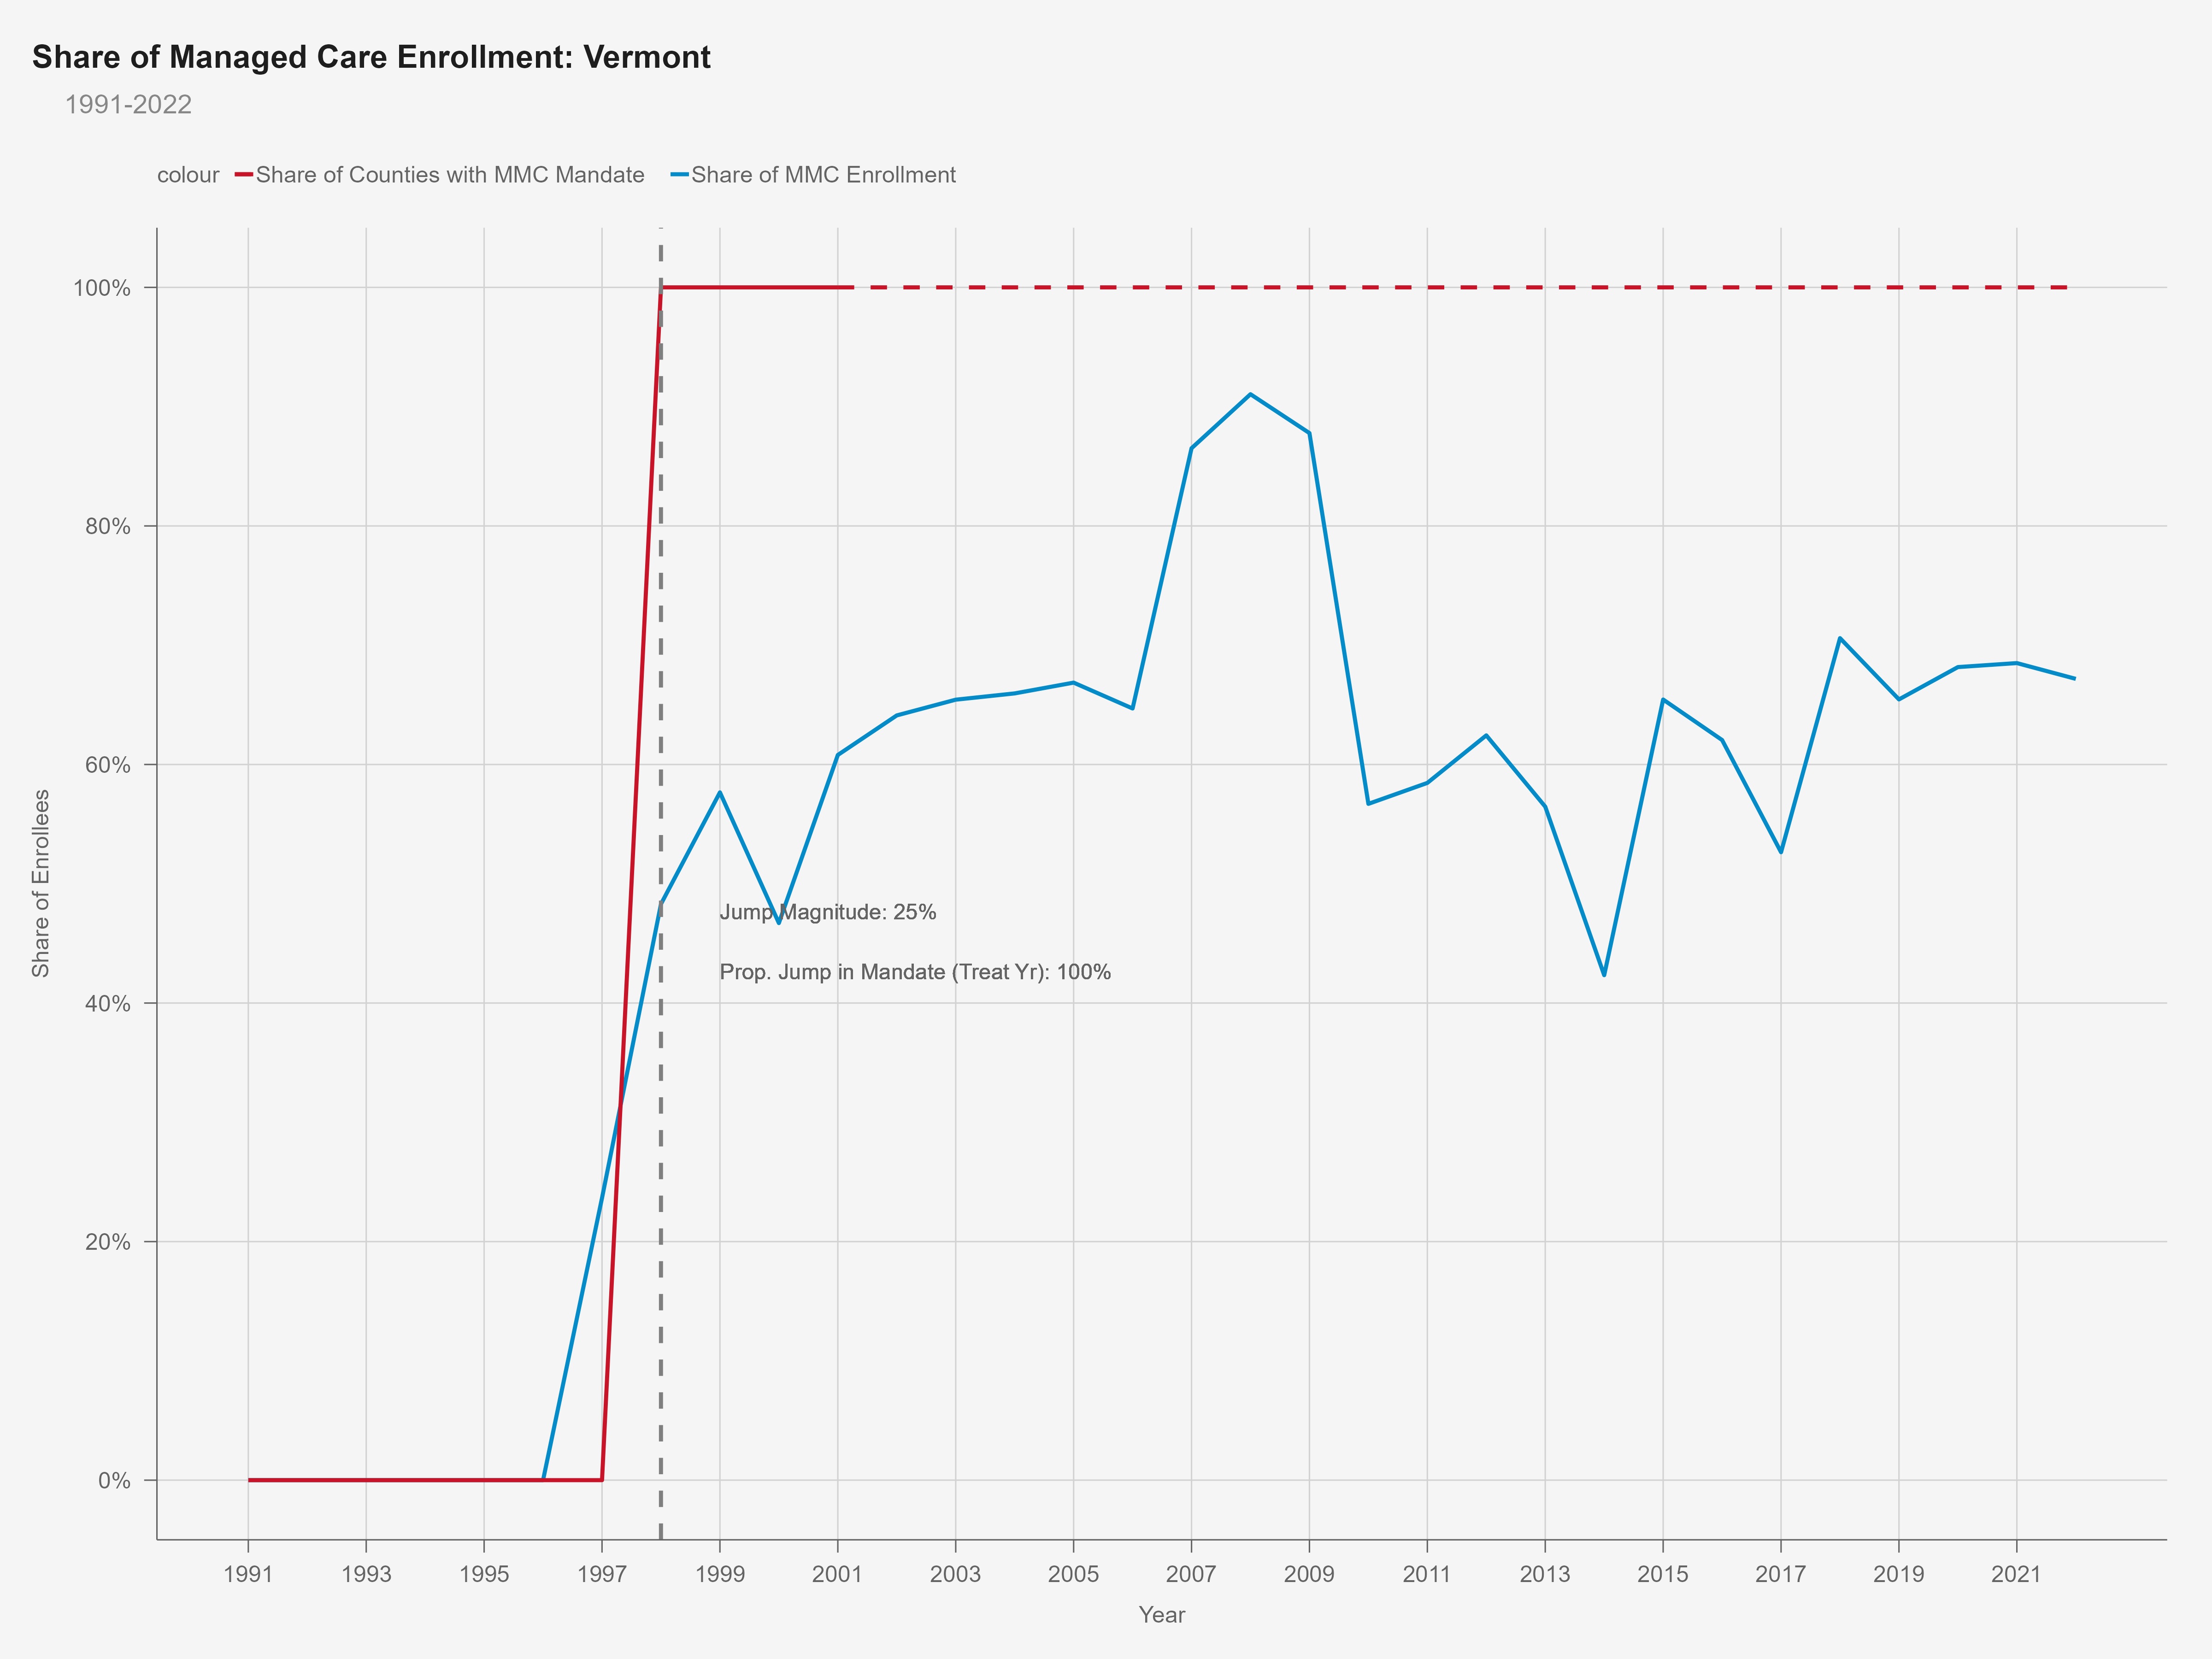 Share of Managed Care Enrollment: Vermont
1991-2022
colour Share of Counties with MMC Mandate Share of MMC Enrollment
100%
80%
60%
40%
20%
0%
Share of Enrollees
Jump Magnitude: 25%
Prop. Jump in Mandate (Treat Yr): 100%
1991 1993 1995 1997 1999 2001 2003 2005 2007 2009 2011 2013 2015 2017 2019 2021
Year